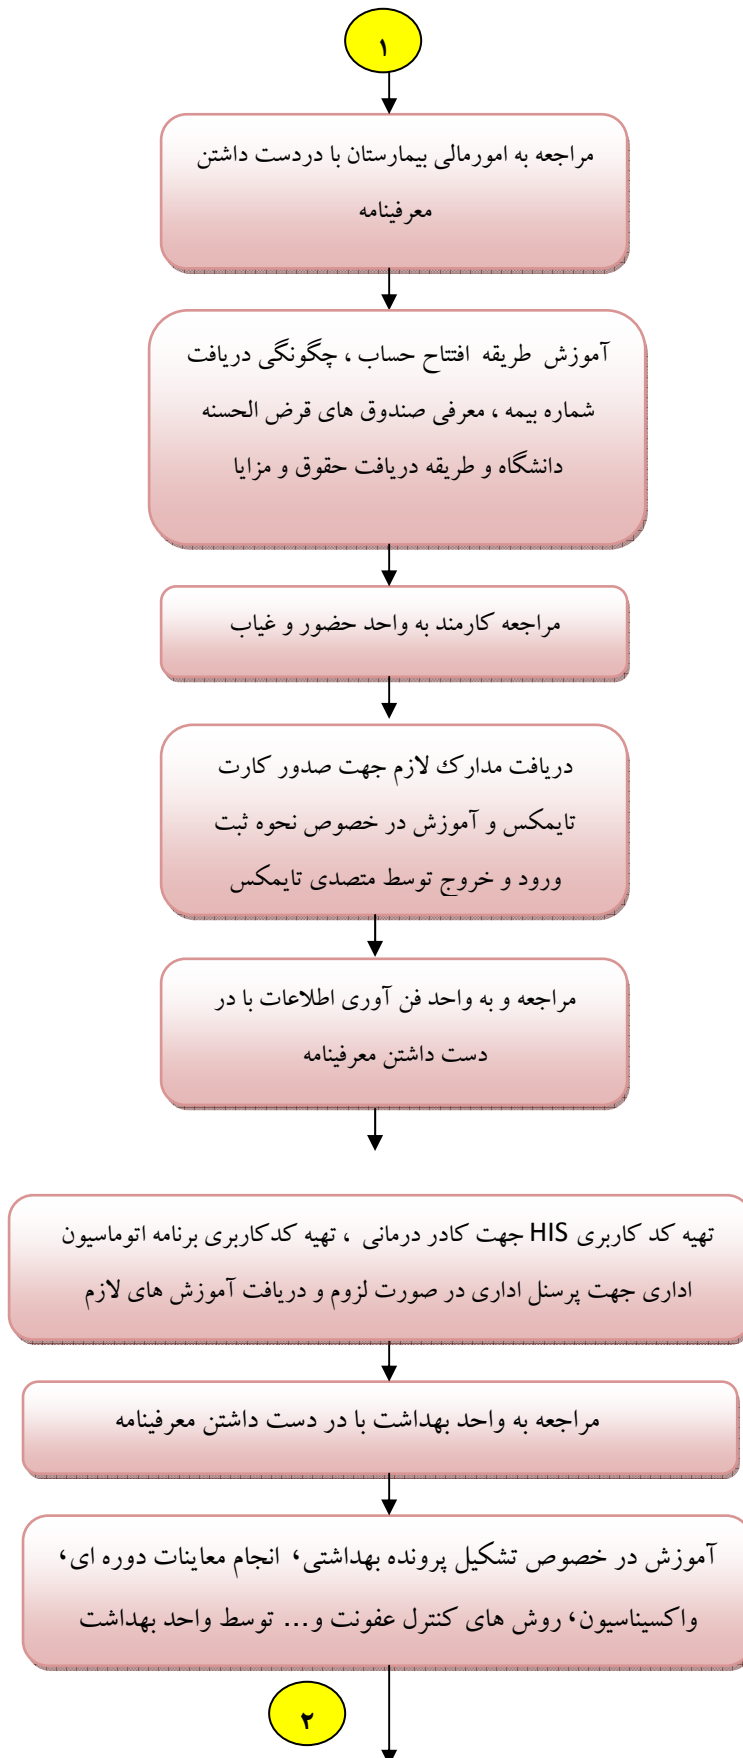 ۱
مراجعه به امورمالی بیمارستان با دردست داشتن
معرفینامه
آموزش طریقه افتتاح حساب ، چگونگی دریافت
شماره بیمه ، معرفی صندوق های قرض الحسنه
دانشگاه و طریقه دریافت حقوق و مزایا
مراجعه کارمند به واحد حضور و غیاب
دریافت مدارک لازم جهت صدور کارت
تایمکس و آموزش در خصوص نحوه ثبت
ورود و خروج توسط متصدی تایمکس
مراجعه و به واحد فن آوری اطلاعات با در
دست داشتن معرفینامه
تهیه کد کاربری HIS جهت کادر درمانی ، تهیه کدکاربری برنامه اتوماسیون
اداری جهت پرسنل اداری در صورت لزوم و دریافت آموزش های لازم
مراجعه به واحد بهداشت با در دست داشتن معرفینامه
آموزش در خصوص تشکیل پرونده بهداشتی، انجام معاینات دوره ای،
واکسیناسیون، روش های کنترل عفونت و... توسط واحد بهداشت
۲